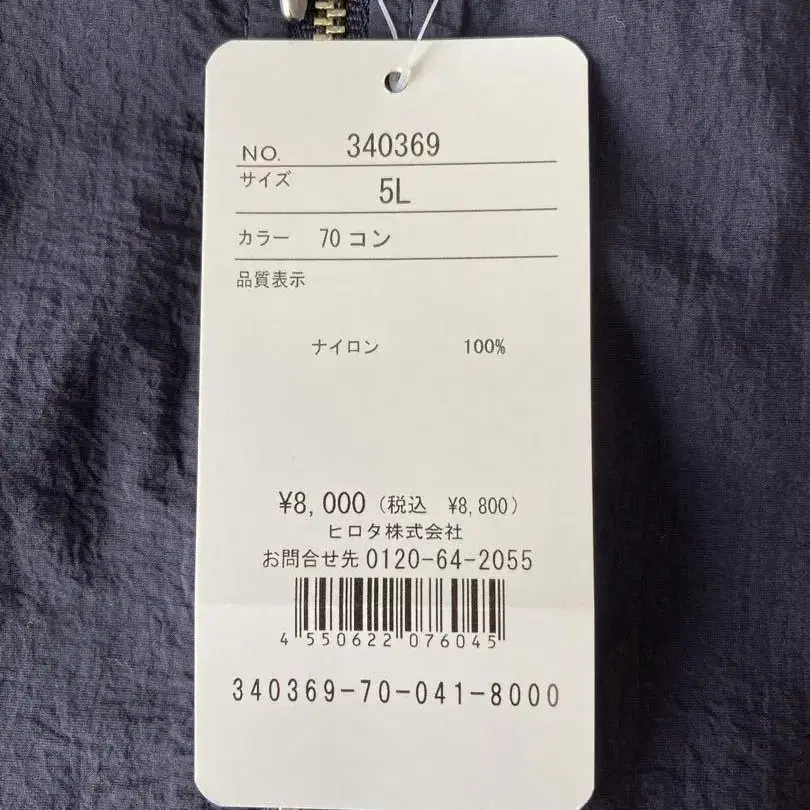 NO. 340369
サイズ 5L
カラー 70 コン
品質表示
ナイロン 100%
¥8,000 (税込 ¥8,800)
ヒロタ株式会社
お問合せ先 0120-64-2055
4 550622 076045
340369-70-041-8000